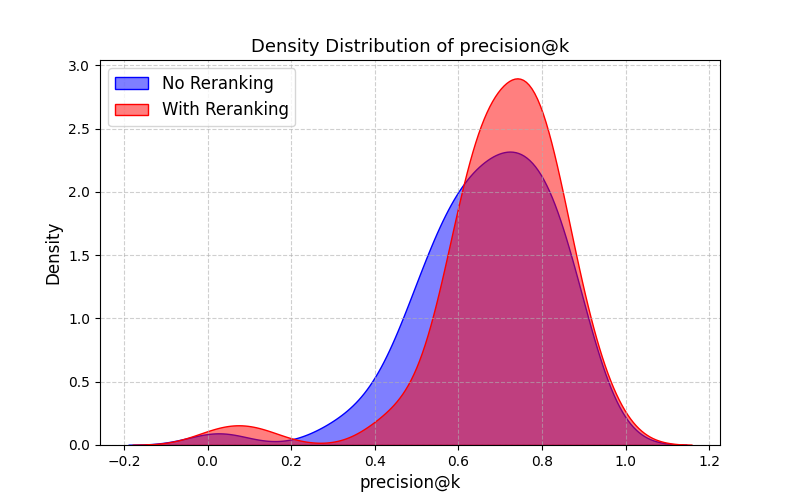 Density Distribution of precision@k
No Reranking
With Reranking
Density
3.0
2.5
2.0
1.5
1.0
0.5
0.0
−0.2 0.0 0.2 0.4 0.6 0.8 1.0 1.2
precision@k